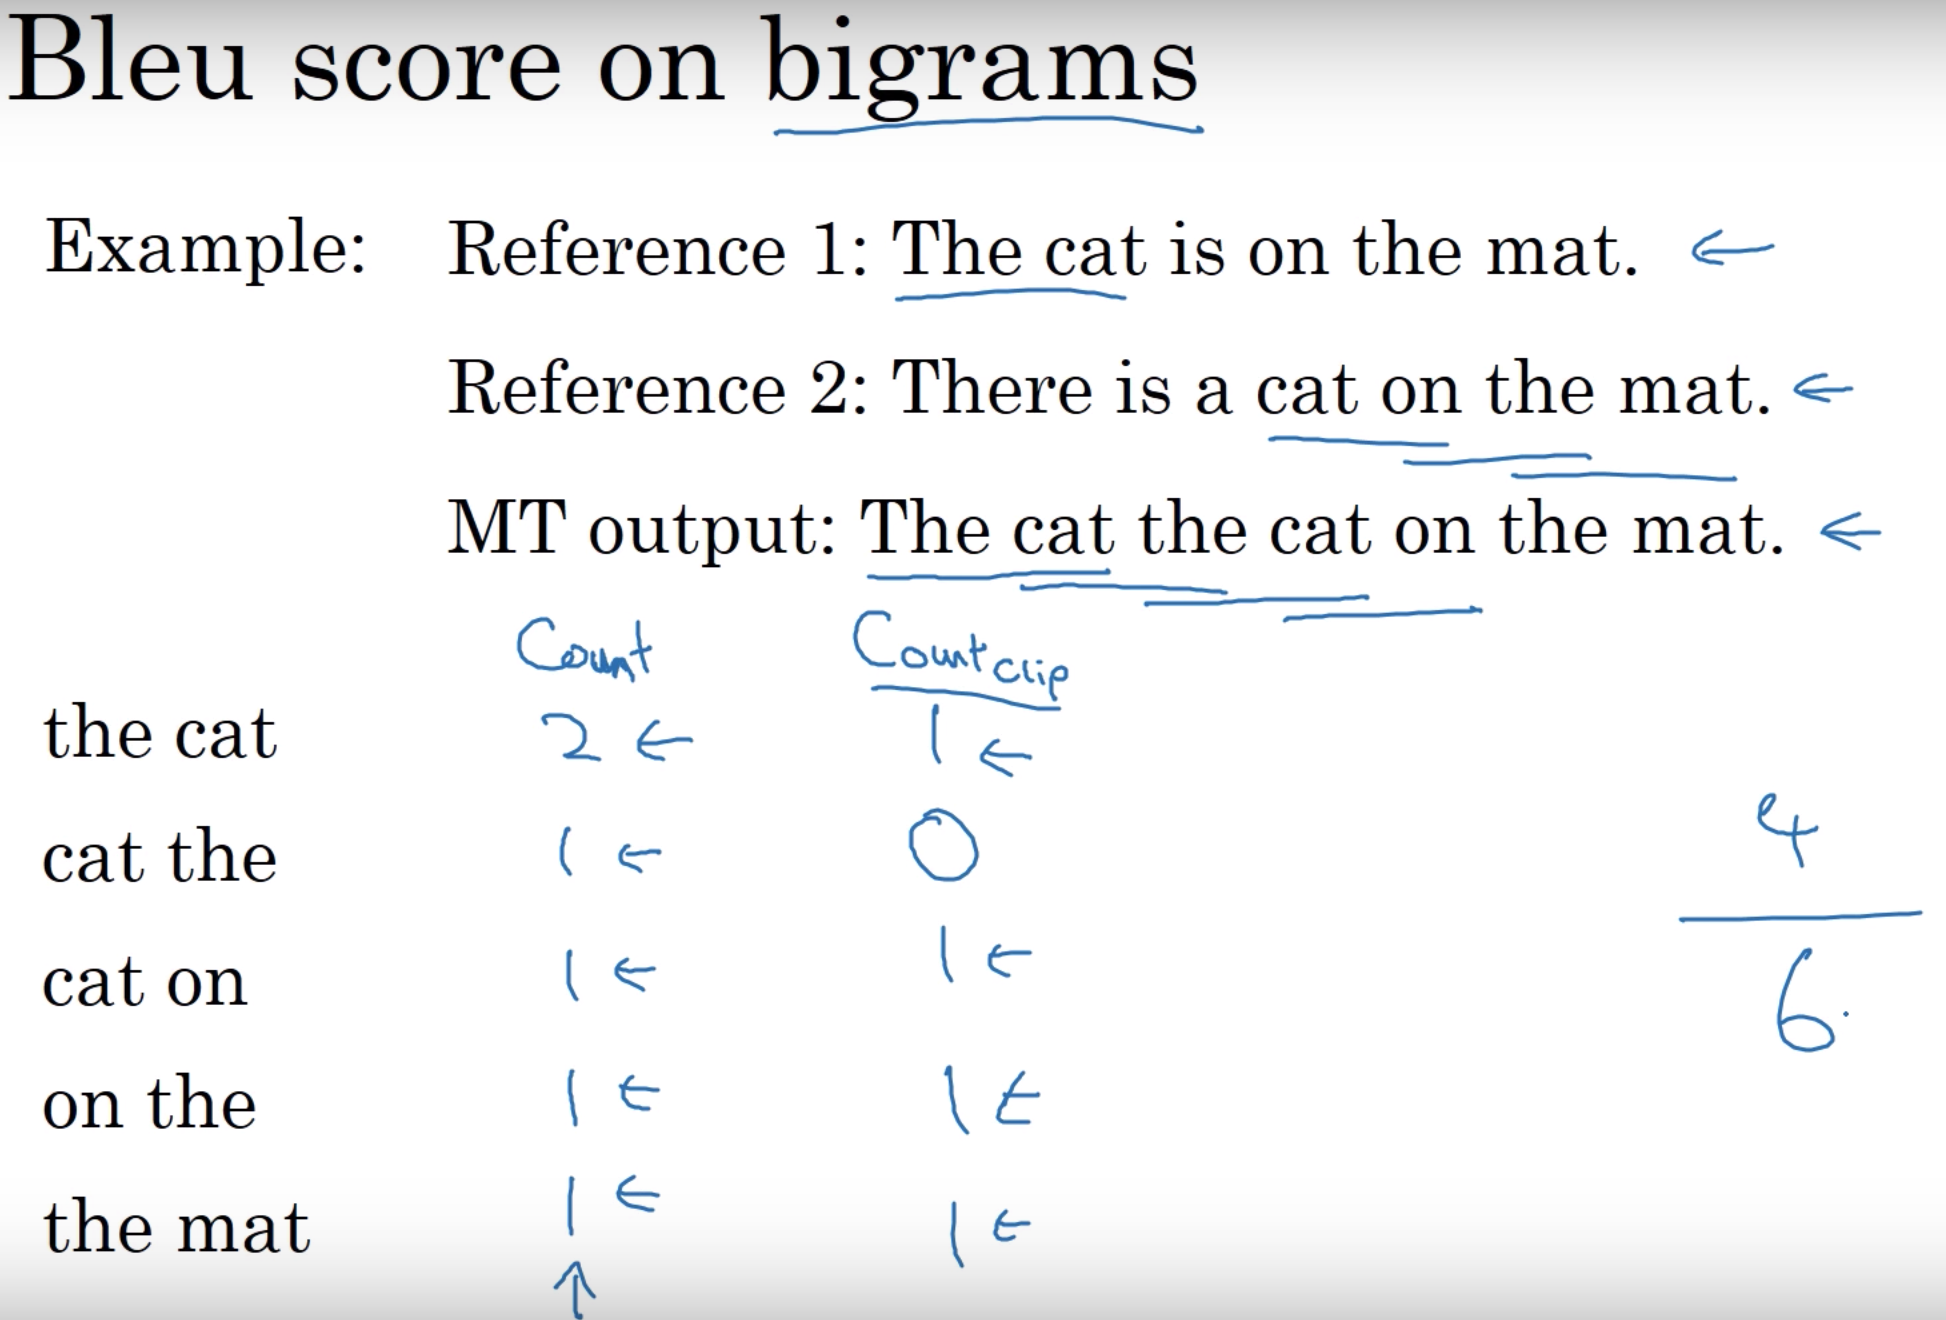 Bleu score on bigrams
Example: Reference 1: The cat is on the mat. ←
Reference 2: There is a cat on the mat. ←
MT output: The cat the cat on the mat. ←
Count Count clip
the cat 2 ← 1 ←
cat the 1 ← 0
cat on 1 ← 1 ←
on the 1 ← 1 ←
the mat 1 ← 1 ←
↑
4
6